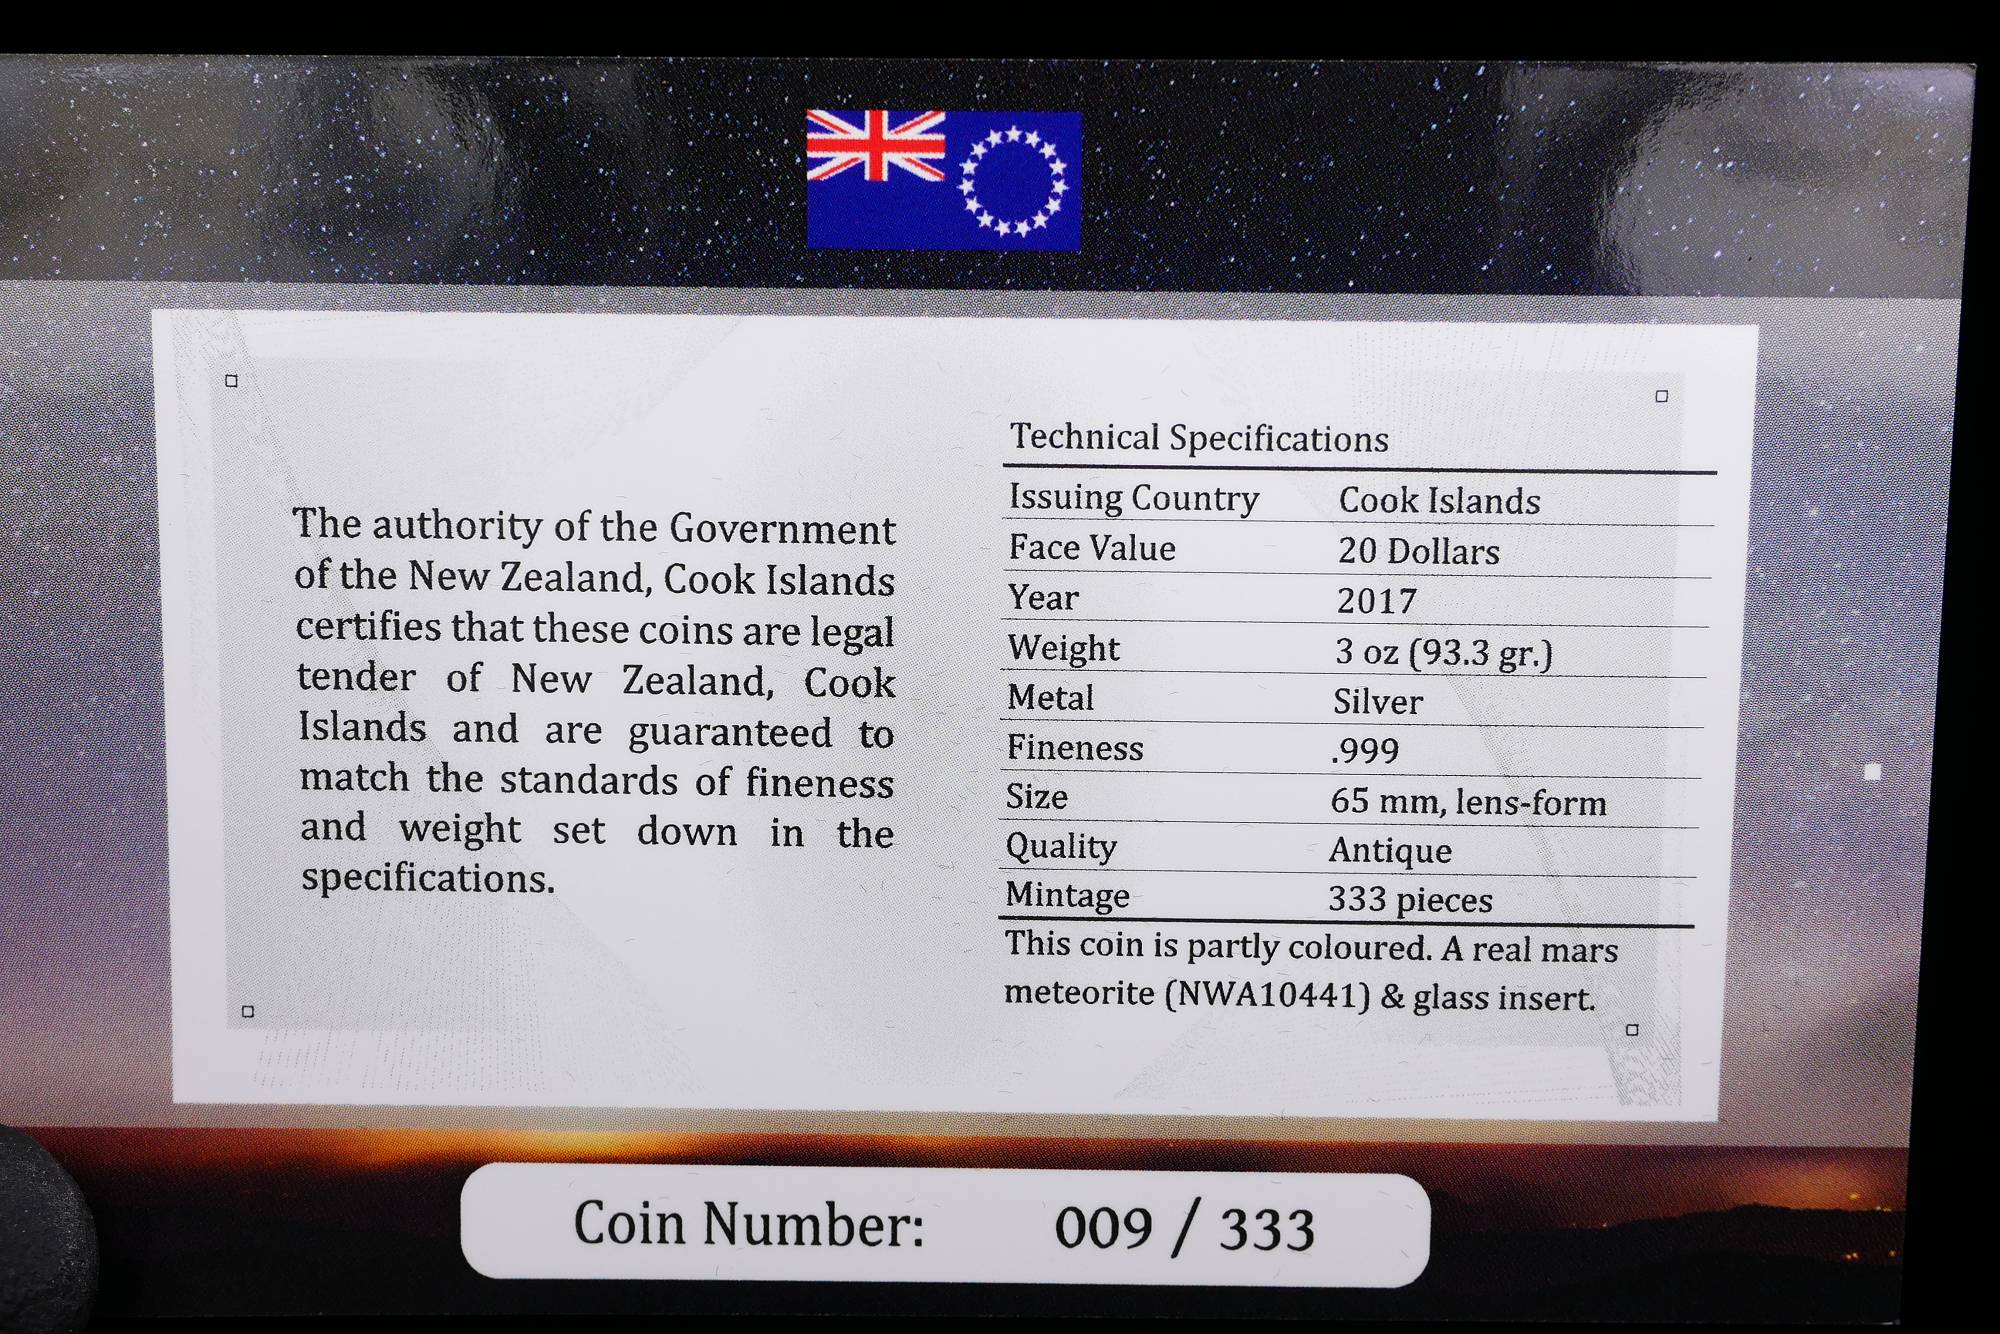 The authority of the Government
of the New Zealand, Cook Islands
certifies that these coins are legal
tender of New Zealand, Cook
Islands and are guaranteed to
match the standards of fineness
and weight set down in the
specifications.
Technical Specifications
Issuing Country Cook Islands
Face Value 20 Dollars
Year 2017
Weight 3 oz (93.3 gr.)
Metal Silver
Fineness .999
Size 65 mm, lens-form
Quality Antique
Mintage 333 pieces
This coin is partly coloured. A real mars
meteorite (NWA10441) & glass insert.
Coin Number: 009 / 333